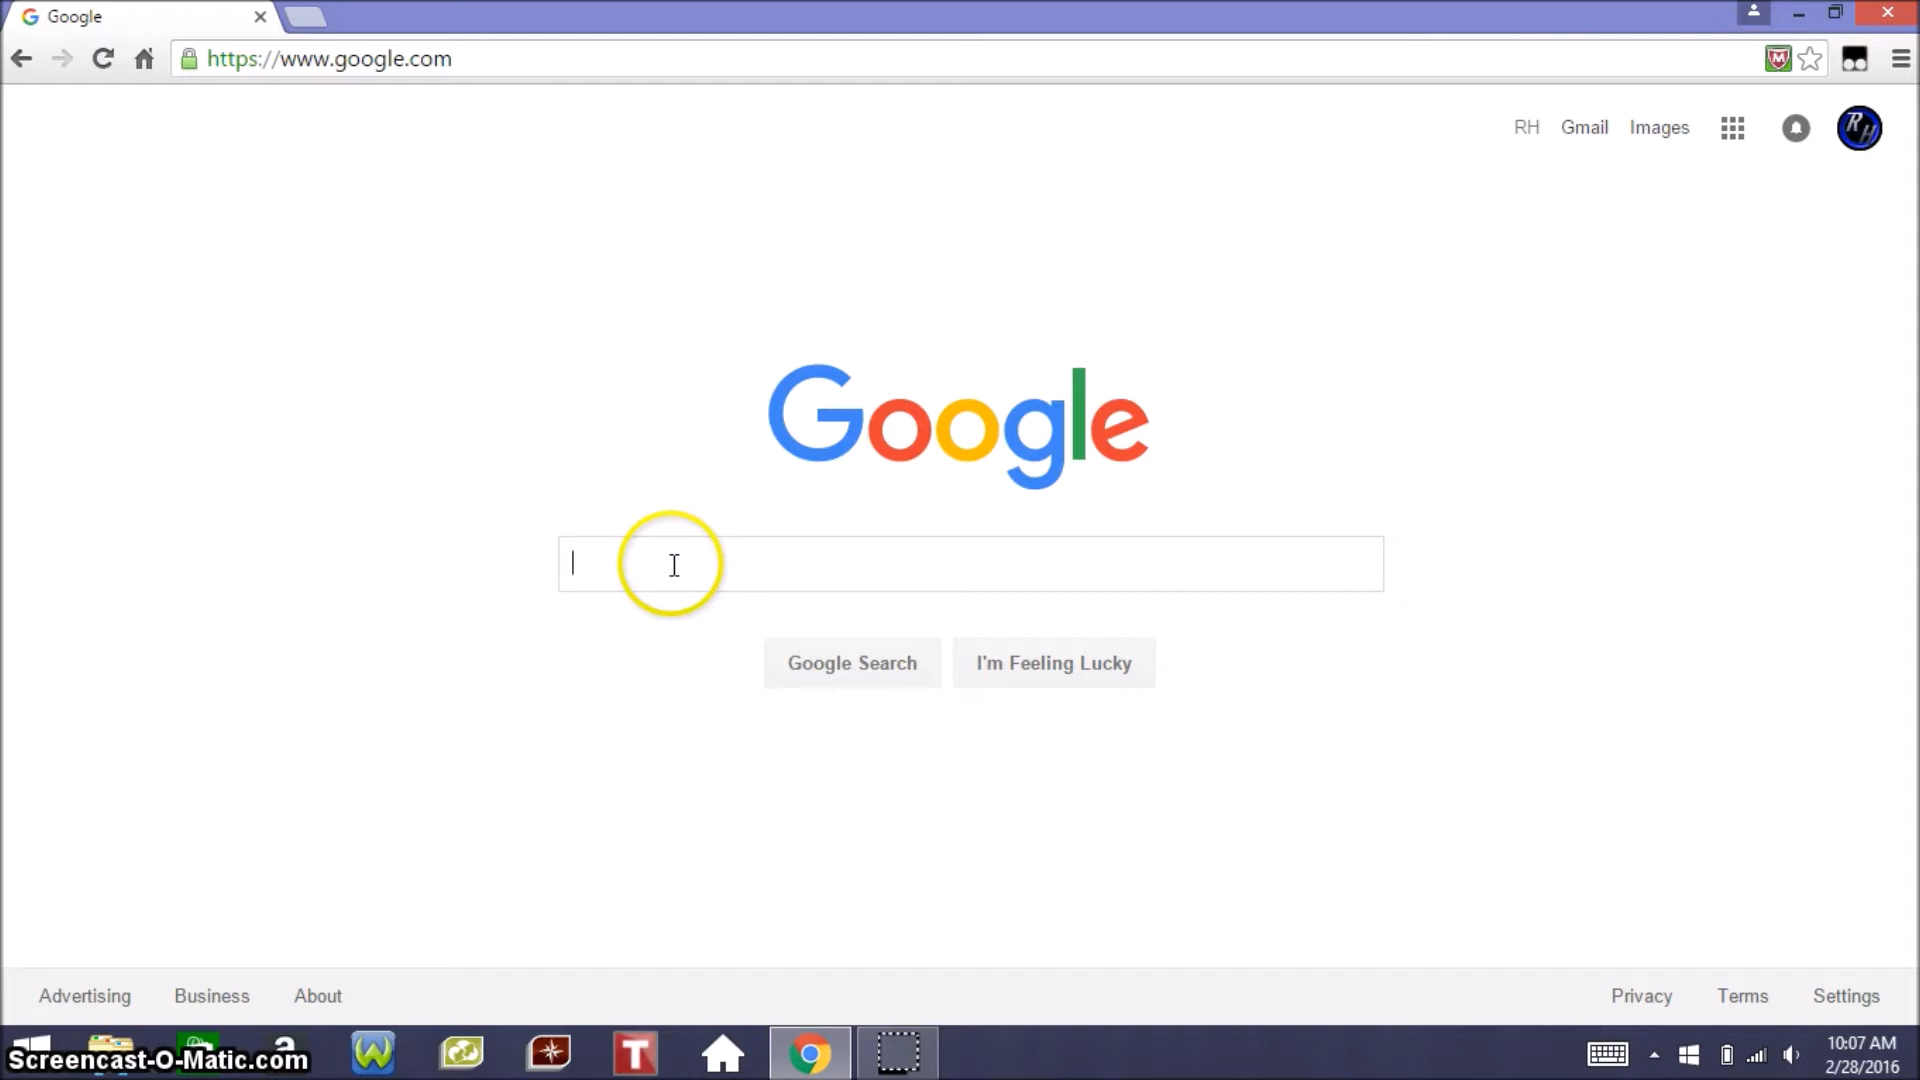 Google
https://www.google.com
RH Gmail Images
RH
Google
Google Search I'm Feeling Lucky
Advertising Business About Privacy Terms Settings
Screencast-O-Matic.com
T
10:07 AM
2/28/2016